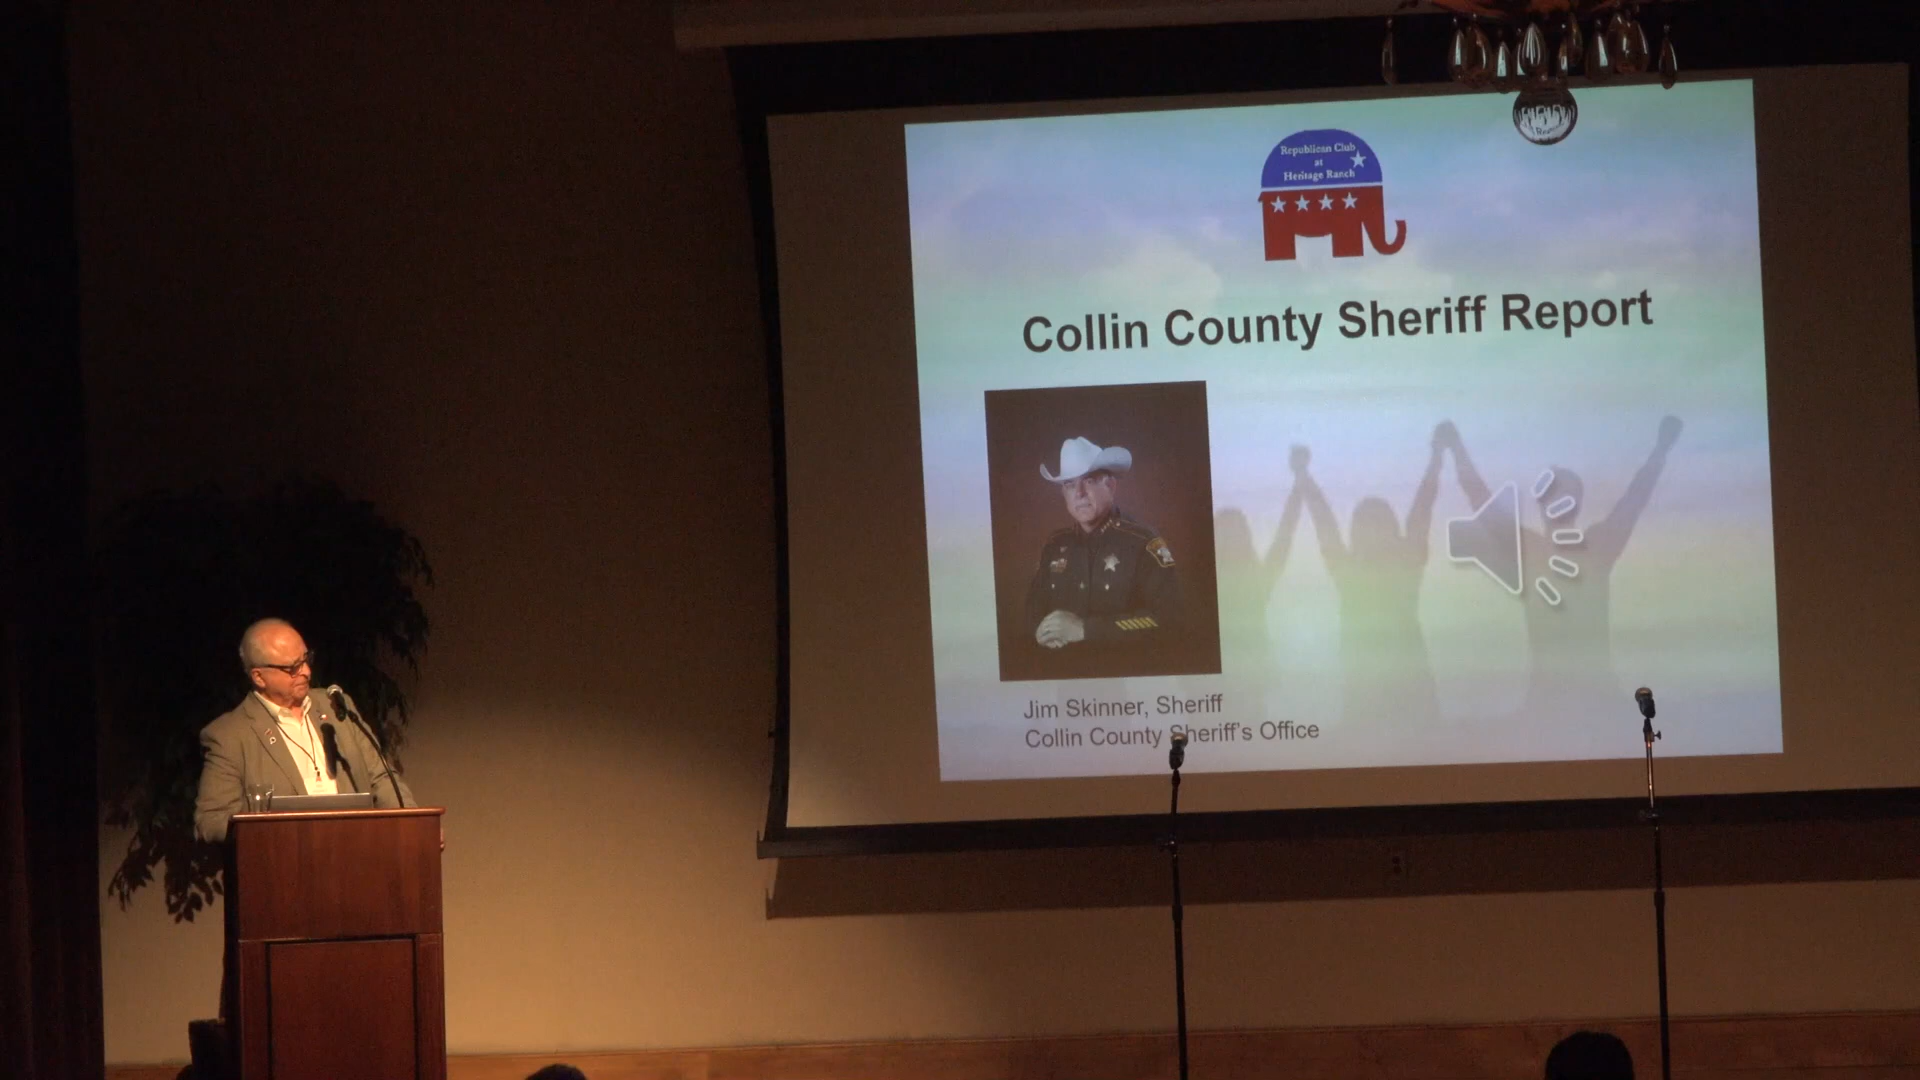 Republican Club
at
Heritage Ranch
Collin County Sheriff Report
Jim Skinner, Sheriff
Collin County Sheriff's Office